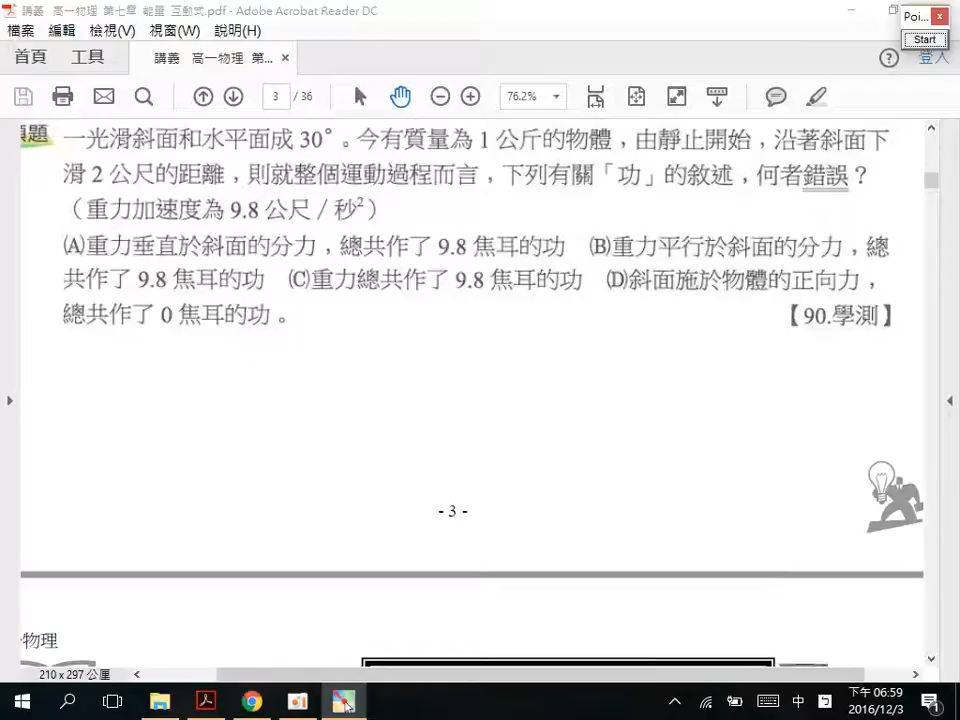 講義 高一物理 第七章 能量 互動式.pdf - Adobe Acrobat Reader DC
Poi...
檔案 編輯 檢視(V) 視窗(W) 說明(H)
Start
首頁 工具 講義 高一物理 第... × ? 登入
3 / 36 76.2%
題 一光滑斜面和水平面成 30°。今有質量為 1 公斤的物體，由靜止開始，沿著斜面下
滑 2 公尺的距離，則就整個運動過程而言，下列有關「功」的敘述，何者錯誤？
（重力加速度為 9.8 公尺／秒²）
(A)重力垂直於斜面的分力，總共作了 9.8 焦耳的功 (B)重力平行於斜面的分力，總
共作了 9.8 焦耳的功 (C)重力總共作了 9.8 焦耳的功 (D)斜面施於物體的正向力，
總共作了 0 焦耳的功。 【90.學測】
- 3 -
物理
210 x 297 公厘
中 下午 06:59
2016/12/3
1